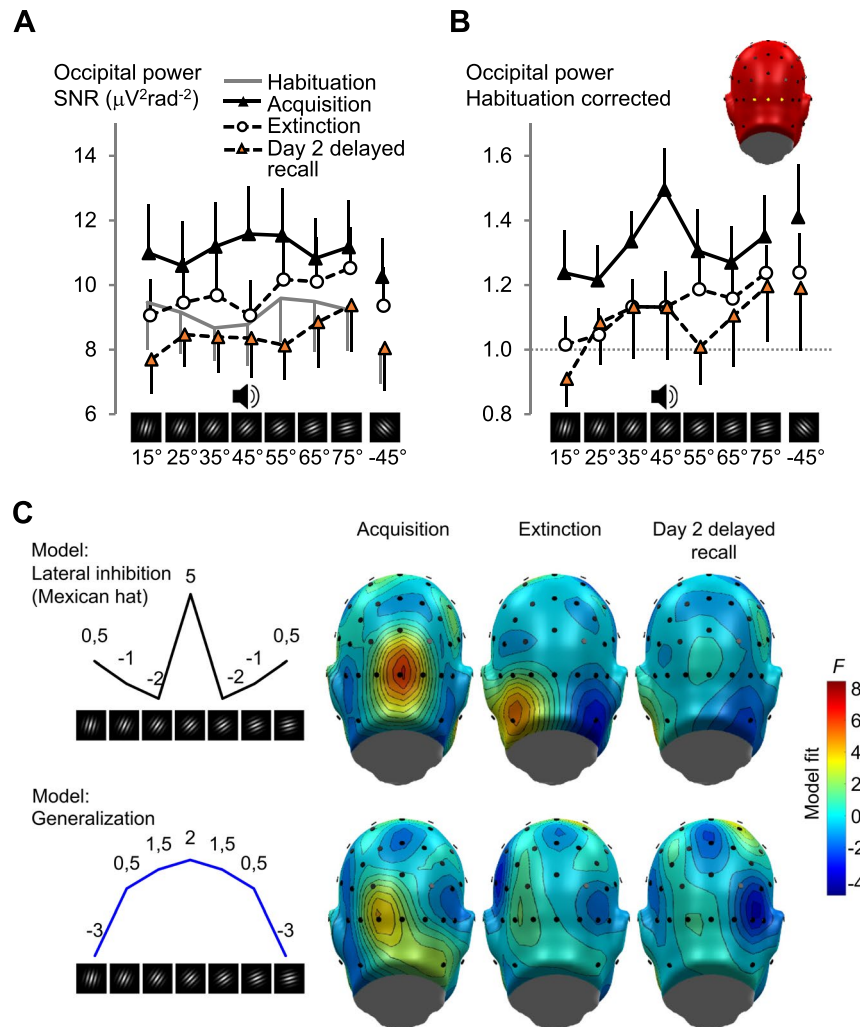 A
Occipital power
SNR (μV²rad⁻²)
Habituation
Acquisition
Extinction
Day 2 delayed
recall
14
12
10
8
6
15° 25° 35° 45° 55° 65° 75° -45°
B
Occipital power
Habituation corrected
1.6
1.4
1.2
1.0
0.8
15° 25° 35° 45° 55° 65° 75° -45°
C
Model:
Lateral inhibition
(Mexican hat)
5
0,5 0,5
-1 -1
-2 -2
Acquisition Extinction Day 2 delayed
recall
Model:
Generalization
2
1,5 1,5
0,5 0,5
-3 -3
F
8
6
4
2
0
-2
-4
Model fit